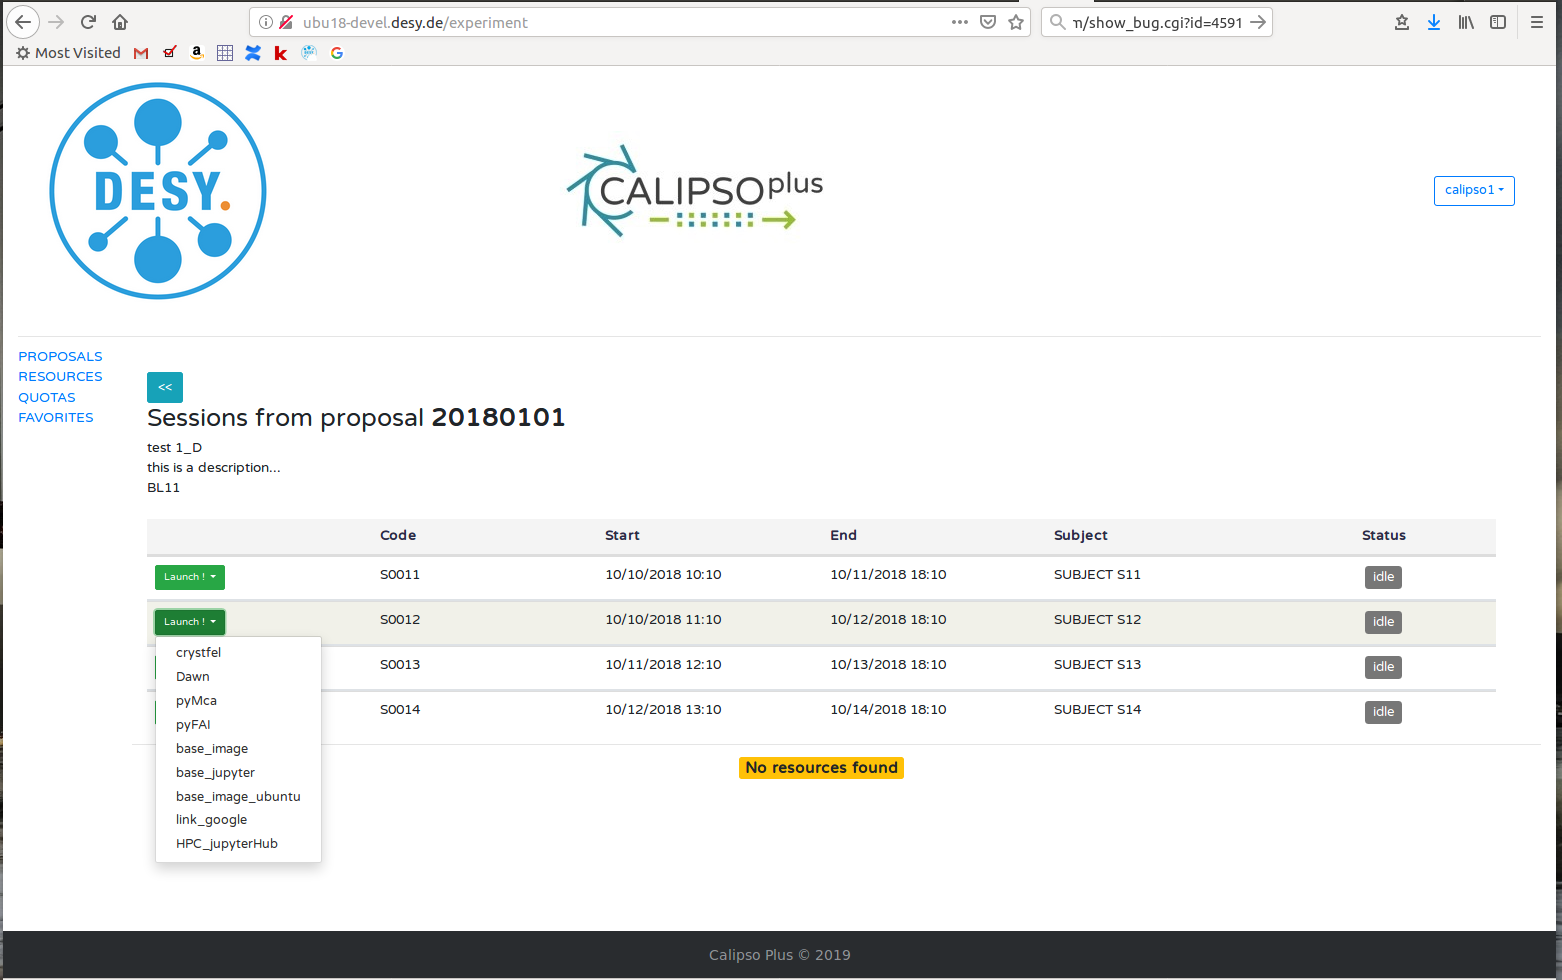 ubu18-devel.desy.de/experiment
n/show_bug.cgi?id=4591
Most Visited
DESY.
CALIPSOplus
calipso1
PROPOSALS
RESOURCES
QUOTAS
FAVORITES
<<
Sessions from proposal 20180101
test 1_D
this is a description...
BL11
Code Start End Subject Status
Launch ! S0011 10/10/2018 10:10 10/11/2018 18:10 SUBJECT S11 idle
Launch ! S0012 10/10/2018 11:10 10/12/2018 18:10 SUBJECT S12 idle
S0013 10/11/2018 12:10 10/13/2018 18:10 SUBJECT S13 idle
S0014 10/12/2018 13:10 10/14/2018 18:10 SUBJECT S14 idle
crystfel
Dawn
pyMca
pyFAI
base_image
base_jupyter
base_image_ubuntu
link_google
HPC_jupyterHub
No resources found
Calipso Plus © 2019